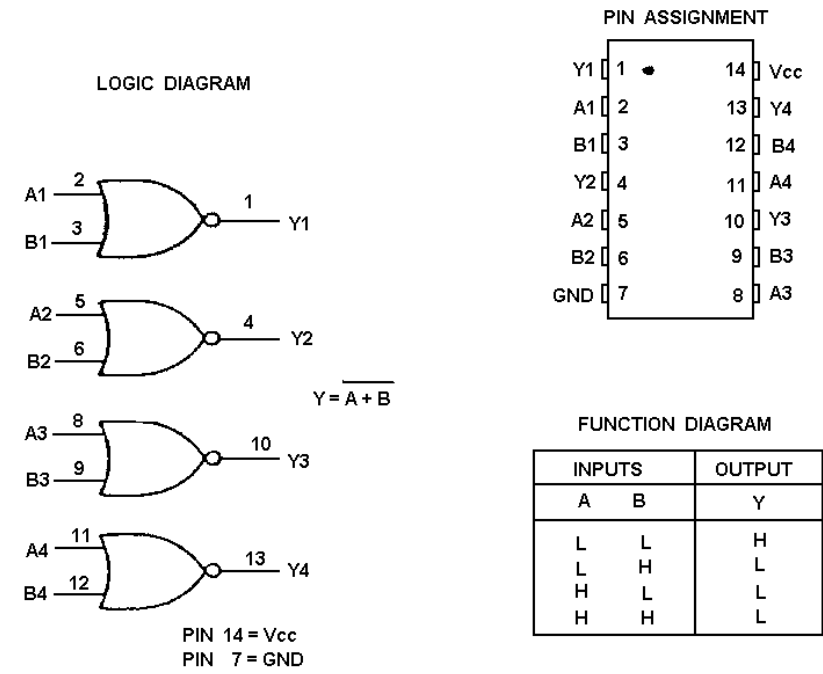 LOGIC DIAGRAM
A1 2
B1 3
1 Y1
A2 5
B2 6
4 Y2
Y = A + B
A3 8
B3 9
10 Y3
A4 11
B4 12
13 Y4
PIN 14 = Vcc
PIN 7 = GND
PIN ASSIGNMENT
Y1 1 14 Vcc
A1 2 13 Y4
B1 3 12 B4
Y2 4 11 A4
A2 5 10 Y3
B2 6 9 B3
GND 7 8 A3
FUNCTION DIAGRAM
INPUTS OUTPUT
A B Y
L L H
L H L
H L L
H H L